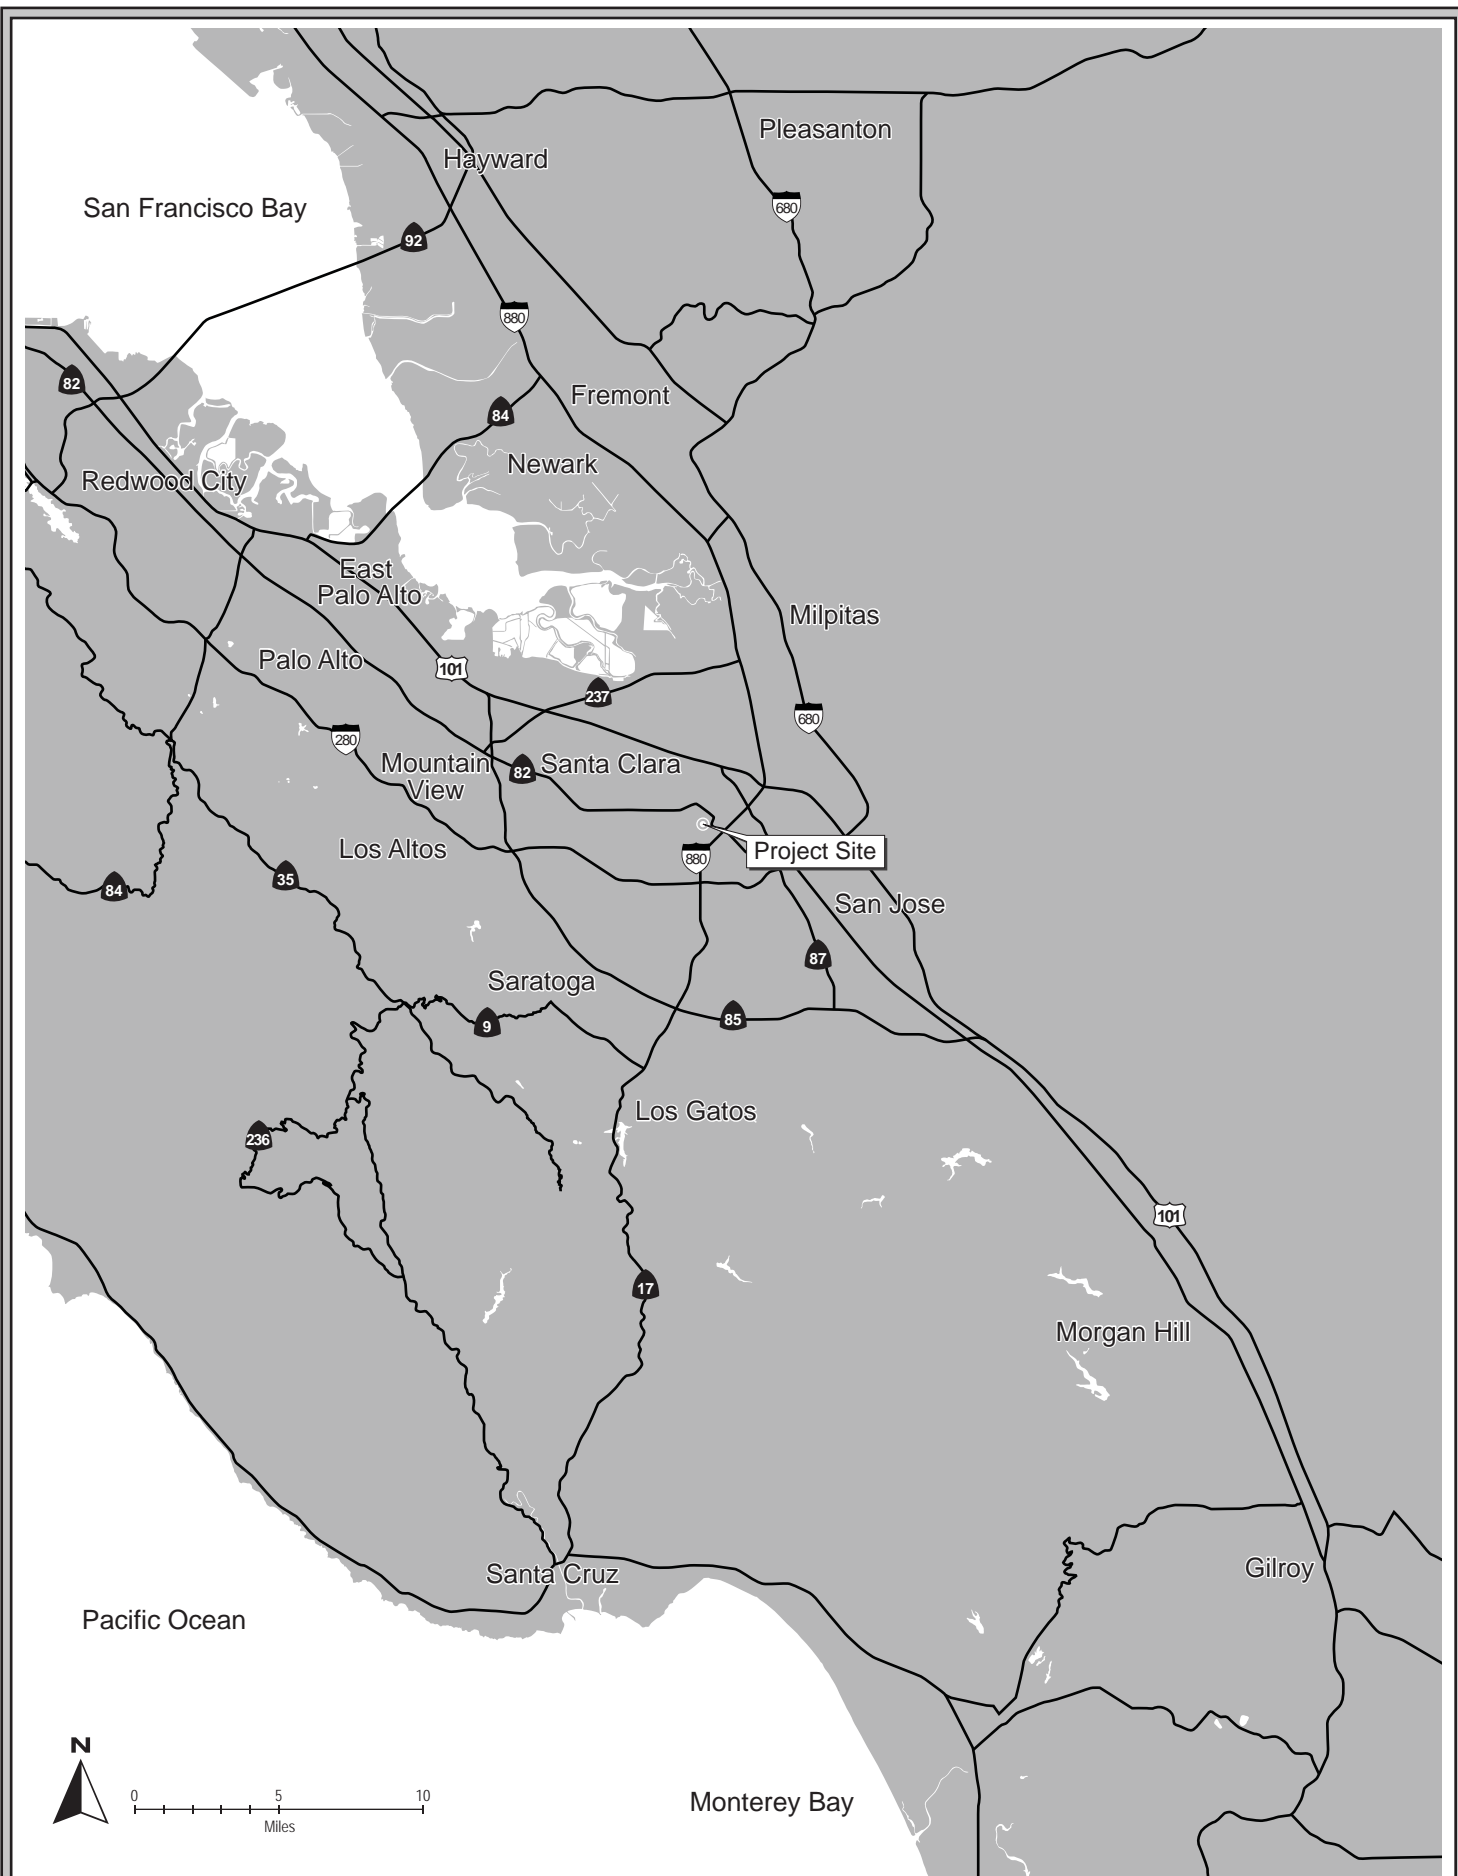 Pleasanton
Hayward
680
San Francisco Bay
92
880
82
Fremont
84
Newark
Redwood City
East
Palo Alto
Milpitas
Palo Alto
101
237
680
280
Mountain
View
82
Santa Clara
Los Altos
880
Project Site
84
35
San Jose
87
Saratoga
9
85
Los Gatos
236
101
17
Morgan Hill
Gilroy
Santa Cruz
Pacific Ocean
N
0
5
10
Miles
Monterey Bay